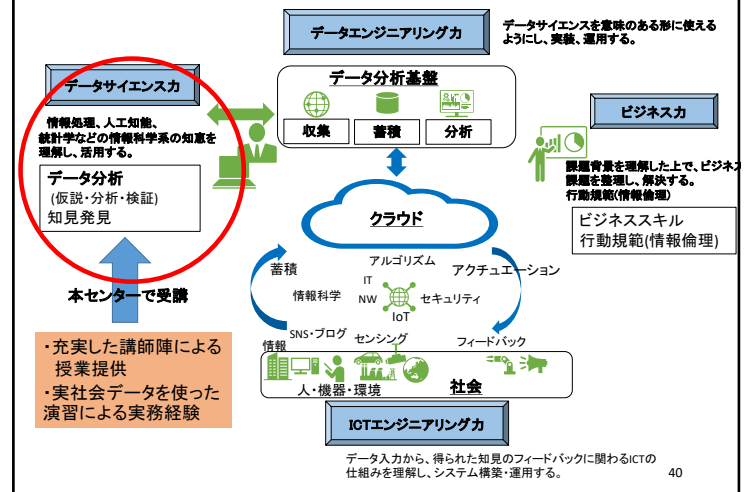 データエンジニアリング力
データサイエンスを意味のある形に使える
ようにし、実装、運用する。
データサイエンス力
データ分析基盤
収集
蓄積
分析
ビジネス力
情報処理、人工知能、
統計学などの情報科学系の知恵を
理解し、活用する。
データ分析
(仮説・分析・検証)
知見発見
課題背景を理解した上で、ビジネス
課題を整理し、解決する。
行動規範(情報倫理)
ビジネススキル
行動規範(情報倫理)
クラウド
蓄積
アルゴリズム
アクチュエーション
IT
情報科学
NW
セキュリティ
IoT
本センターで受講
SNS・ブログ
センシング
フィードバック
情報
人・機器・環境
社会
・充実した講師陣による
授業提供
・実社会データを使った
演習による実務経験
ICTエンジニアリング力
データ入力から、得られた知見のフィードバックに関わるICTの
仕組みを理解し、システム構築・運用する。
40